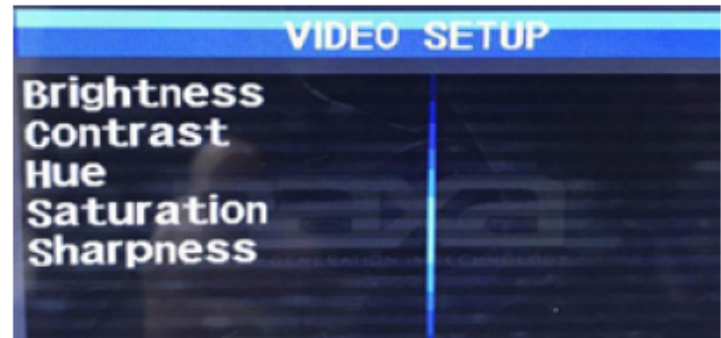 VIDEO SETUP
Brightness
Contrast
Hue
Saturation
Sharpness